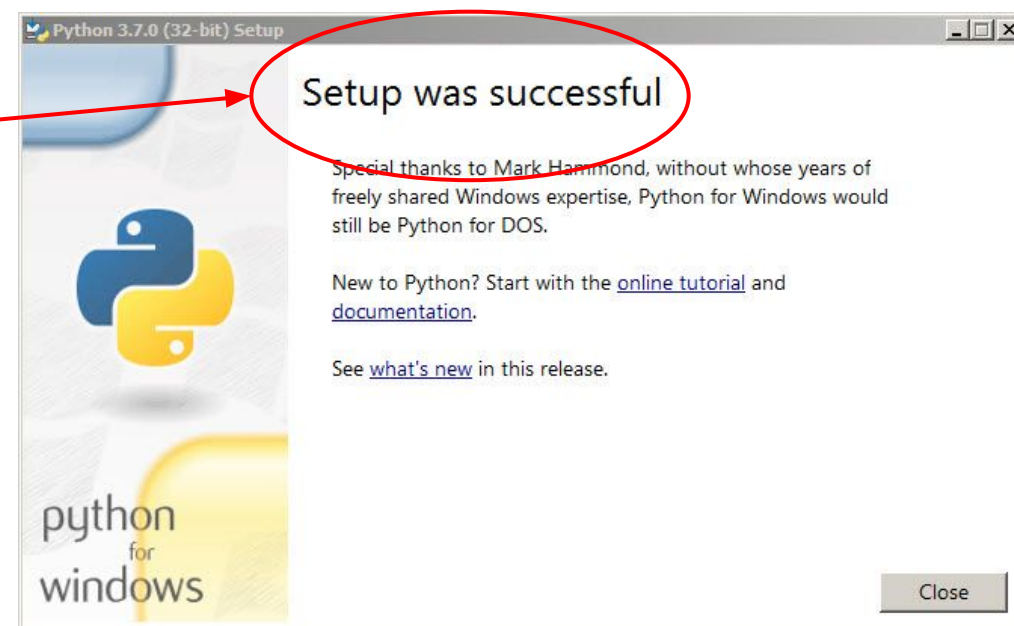 Python 3.7.0 (32-bit) Setup
Setup was successful
Special thanks to Mark Hammond, without whose years of
freely shared Windows expertise, Python for Windows would
still be Python for DOS.
New to Python? Start with the online tutorial and
documentation.
See what's new in this release.
python
for
windows
Close